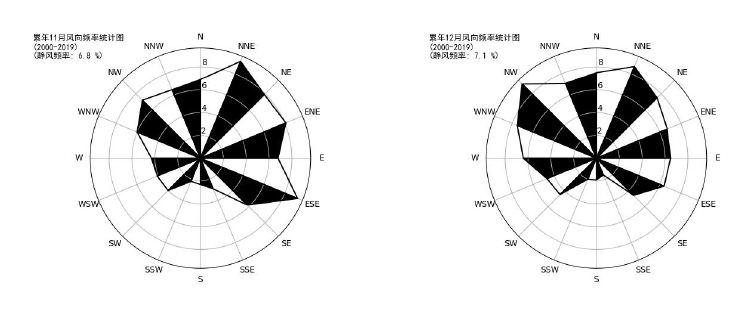 累年11月风向频率统计图
(2000-2019)
(静风频率: 6.8 %)
N
NNE
NE
ENE
E
ESE
SE
SSE
S
SSW
SW
WSW
W
WNW
NW
NNW
8
6
4
2
累年12月风向频率统计图
(2000-2019)
(静风频率: 7.1 %)
N
NNE
NE
ENE
E
ESE
SE
SSE
S
SSW
SW
WSW
W
WNW
NW
NNW
8
6
4
2